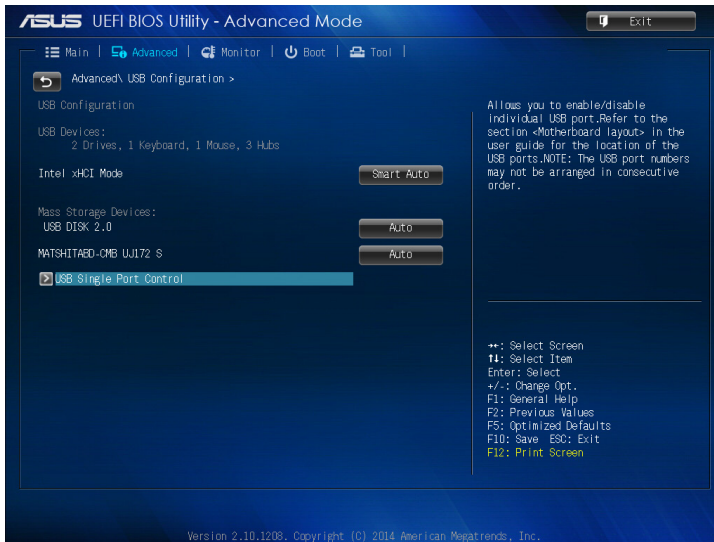 ASUS UEFI BIOS Utility - Advanced Mode
Exit
Main | Advanced | Monitor | Boot | Tool |
Advanced\ USB Configuration >
USB Configuration
USB Devices:
2 Drives, 1 Keyboard, 1 Mouse, 3 Hubs
Intel xHCI Mode
Smart Auto
Mass Storage Devices:
USB DISK 2.0
Auto
MATSHITABD-CMB UJ172 S
Auto
USB Single Port Control
Allows you to enable/disable
individual USB port.Refer to the
section <Motherboard layout> in the
user guide for the location of the
USB ports.NOTE: The USB port numbers
may not be arranged in consecutive
order.
→←: Select Screen
↑↓: Select Item
Enter: Select
+/-: Change Opt.
F1: General Help
F2: Previous Values
F5: Optimized Defaults
F10: Save ESC: Exit
F12: Print Screen
Version 2.10.1208. Copyright (C) 2014 American Megatrends, Inc.